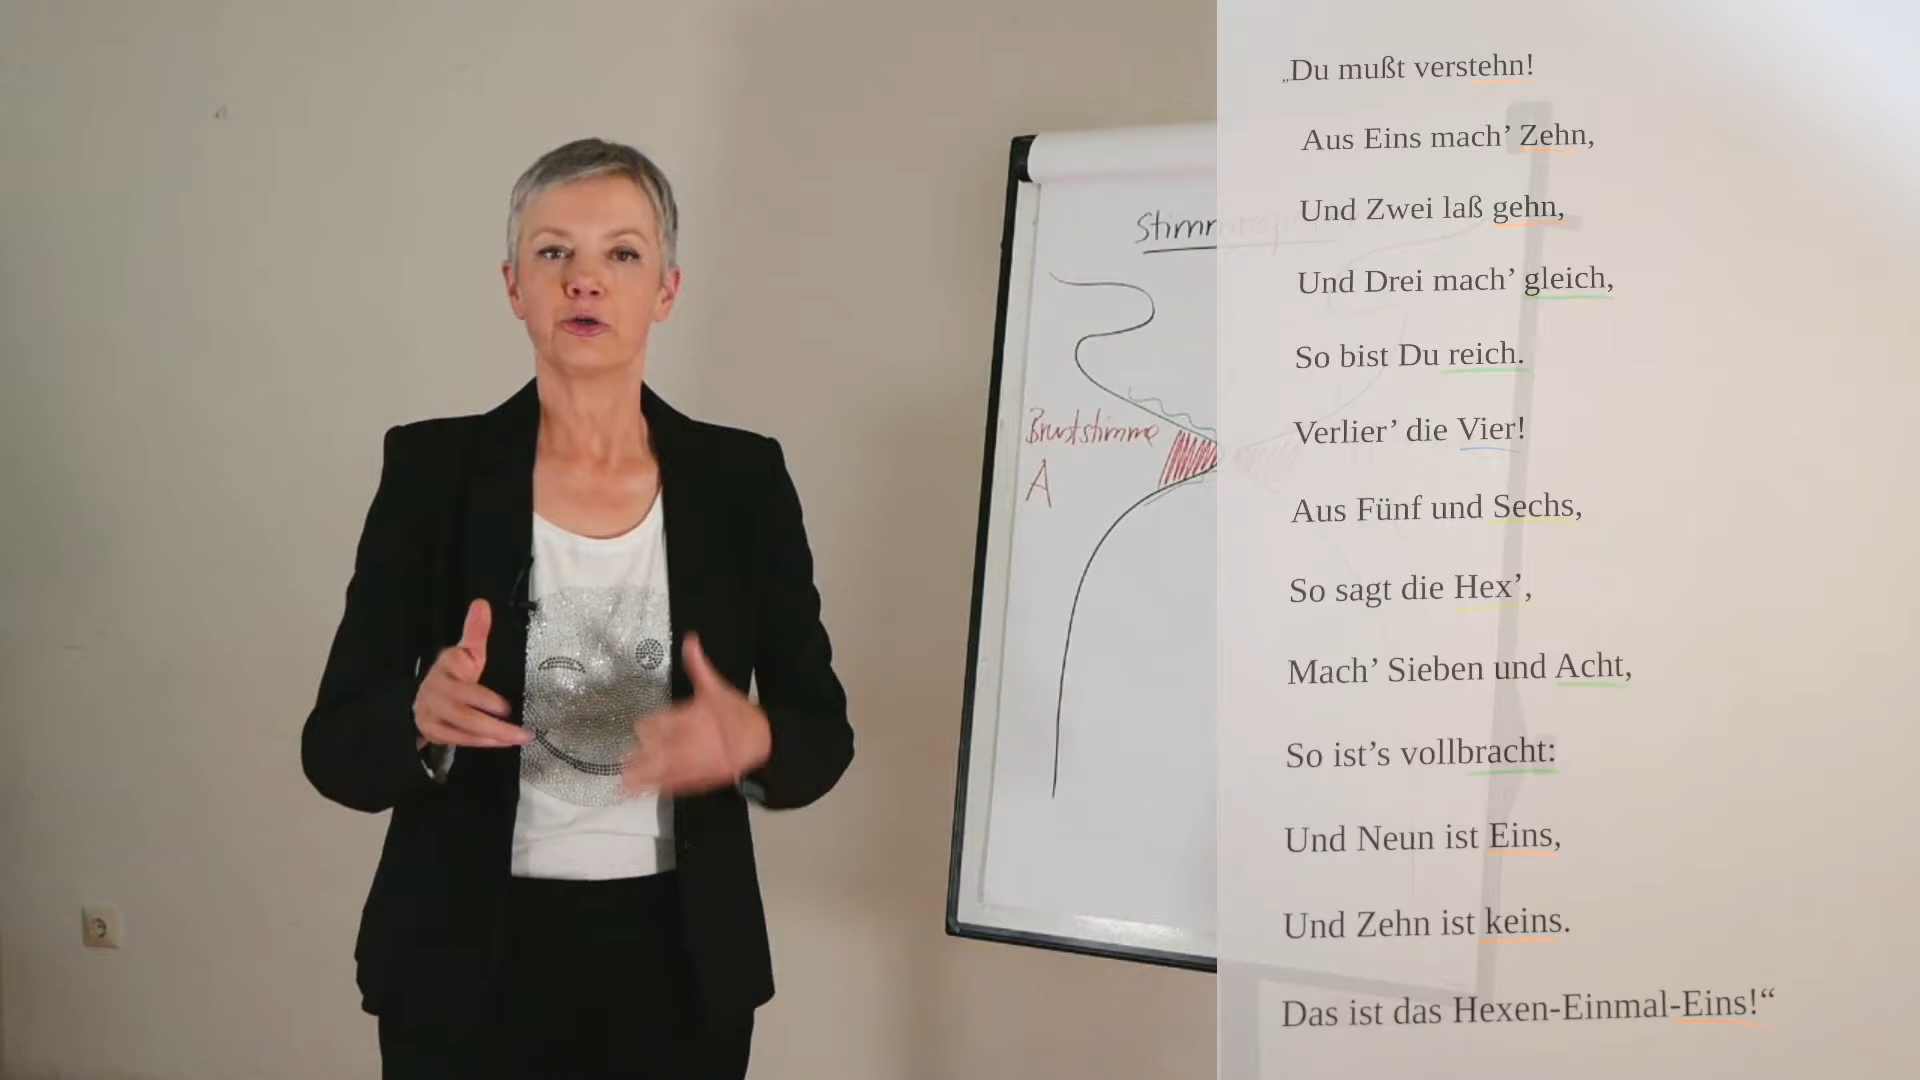 Stimm
Bruststimme
A
„Du mußt verstehn!
Aus Eins mach’ Zehn,
Und Zwei laß gehn,
Und Drei mach’ gleich,
So bist Du reich.
Verlier’ die Vier!
Aus Fünf und Sechs,
So sagt die Hex’,
Mach’ Sieben und Acht,
So ist’s vollbracht:
Und Neun ist Eins,
Und Zehn ist keins.
Das ist das Hexen-Einmal-Eins!“